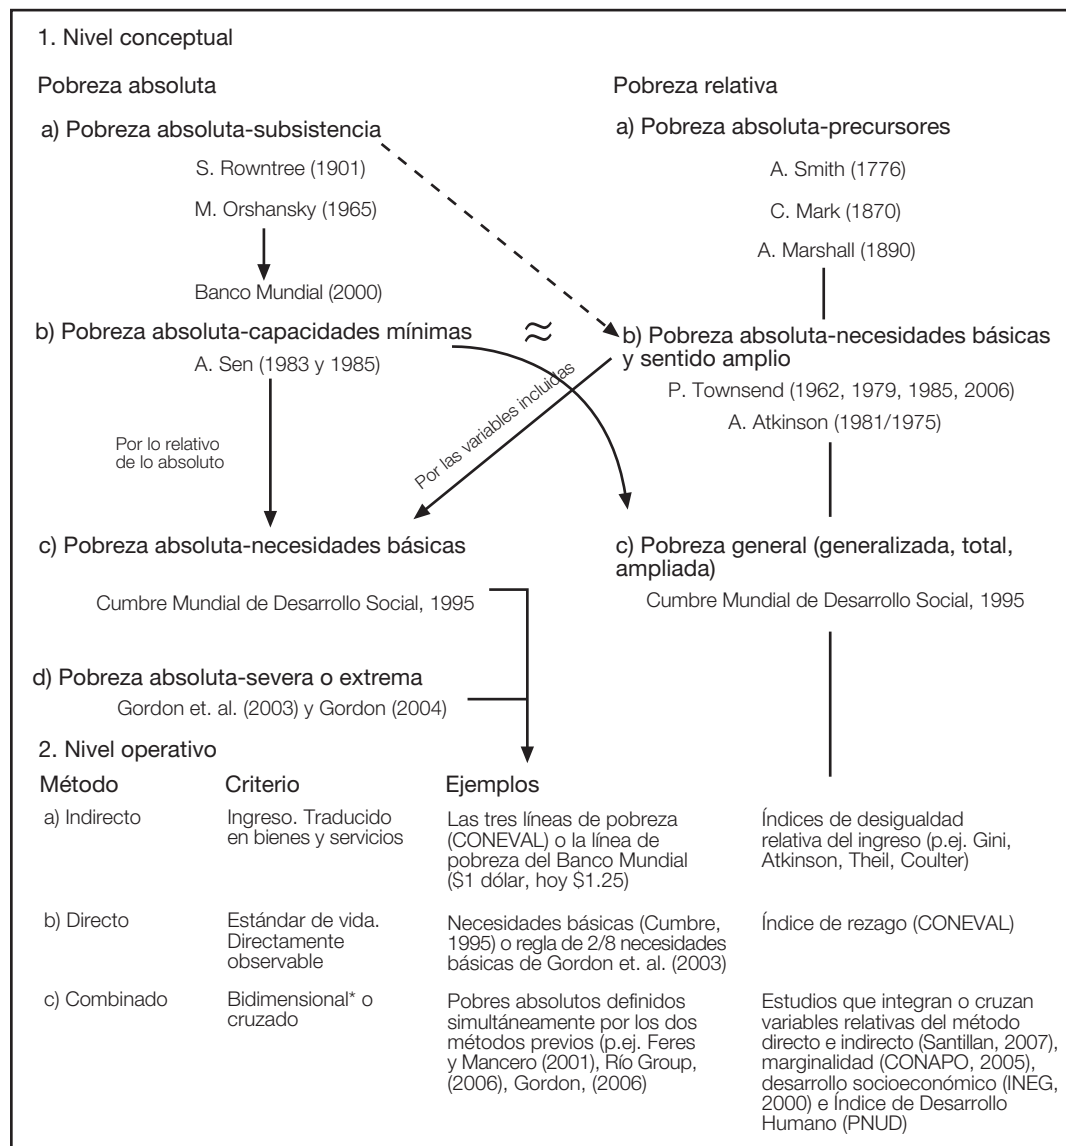 1. Nivel conceptual
Pobreza absoluta
a) Pobreza absoluta-subsistencia
S. Rowntree (1901)
M. Orshansky (1965)
Banco Mundial (2000)
b) Pobreza absoluta-capacidades mínimas
A. Sen (1983 y 1985)
Por lo relativo
de lo absoluto
c) Pobreza absoluta-necesidades básicas
Cumbre Mundial de Desarrollo Social, 1995
d) Pobreza absoluta-severa o extrema
Gordon et. al. (2003) y Gordon (2004)
≈
Por las variables incluidas
Pobreza relativa
a) Pobreza absoluta-precursores
A. Smith (1776)
C. Mark (1870)
A. Marshall (1890)
b) Pobreza absoluta-necesidades básicas
y sentido amplio
P. Townsend (1962, 1979, 1985, 2006)
A. Atkinson (1981/1975)
c) Pobreza general (generalizada, total,
ampliada)
Cumbre Mundial de Desarrollo Social, 1995
2. Nivel operativo
Método
Criterio
Ejemplos
a) Indirecto
Ingreso. Traducido
en bienes y servicios
Las tres líneas de pobreza
(CONEVAL) o la línea de
pobreza del Banco Mundial
($1 dólar, hoy $1.25)
Índices de desigualdad
relativa del ingreso (p.ej. Gini,
Atkinson, Theil, Coulter)
b) Directo
Estándar de vida.
Directamente
observable
Necesidades básicas (Cumbre,
1995) o regla de 2/8 necesidades
básicas de Gordon et. al. (2003)
Índice de rezago (CONEVAL)
c) Combinado
Bidimensional* o
cruzado
Pobres absolutos definidos
simultáneamente por los dos
métodos previos (p.ej. Feres
y Mancero (2001), Río Group,
(2006), Gordon, (2006)
Estudios que integran o cruzan
variables relativas del método
directo e indirecto (Santillan, 2007),
marginalidad (CONAPO, 2005),
desarrollo socioeconómico (INEG,
2000) e Índice de Desarrollo
Humano (PNUD)